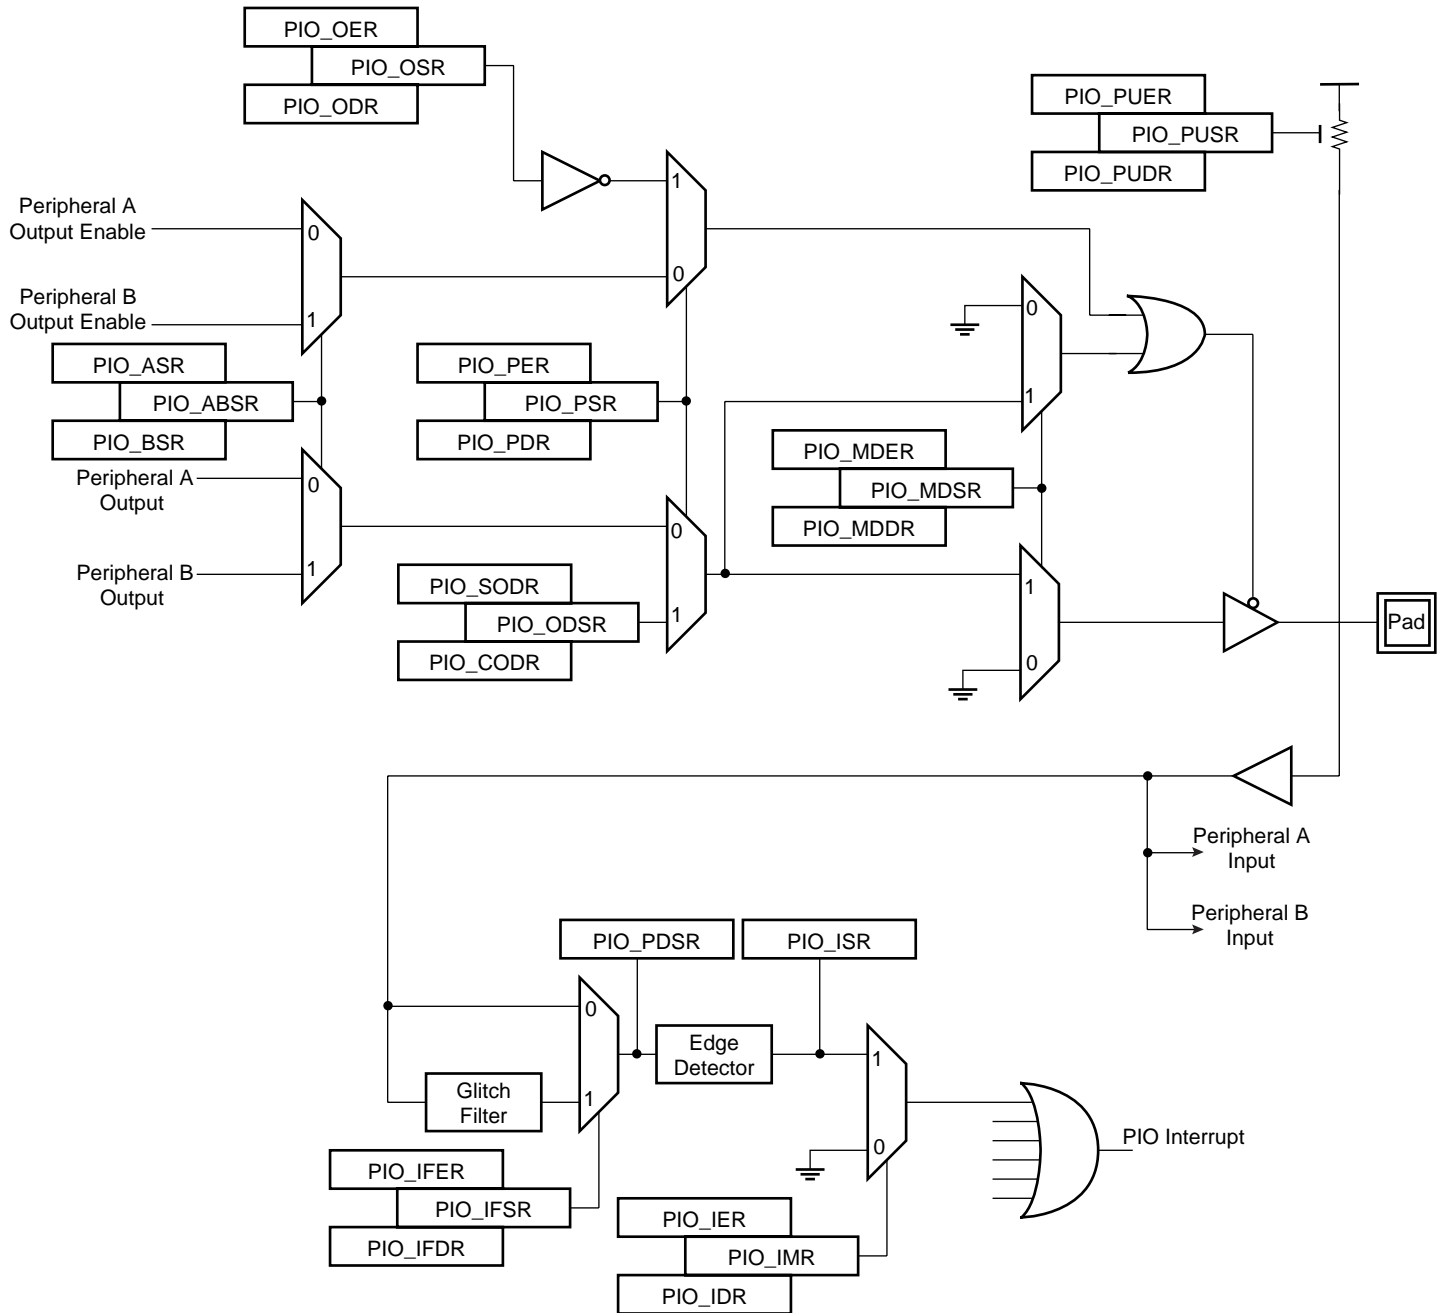 PIO_OER
PIO_OSR
PIO_ODR
PIO_PUER
PIO_PUSR
PIO_PUDR
1
0
Peripheral A
Output Enable
0
Peripheral B
Output Enable
1
0
1
PIO_ASR
PIO_ABSR
PIO_BSR
PIO_PER
PIO_PSR
PIO_PDR
PIO_MDER
PIO_MDSR
PIO_MDDR
Peripheral A
Output
0
Peripheral B
Output
1
0
1
PIO_SODR
PIO_ODSR
PIO_CODR
1
0
Pad
Peripheral A
Input
Peripheral B
Input
PIO_PDSR
PIO_ISR
0
1
Glitch
Filter
Edge
Detector
1
0
PIO Interrupt
PIO_IFER
PIO_IFSR
PIO_IFDR
PIO_IER
PIO_IMR
PIO_IDR